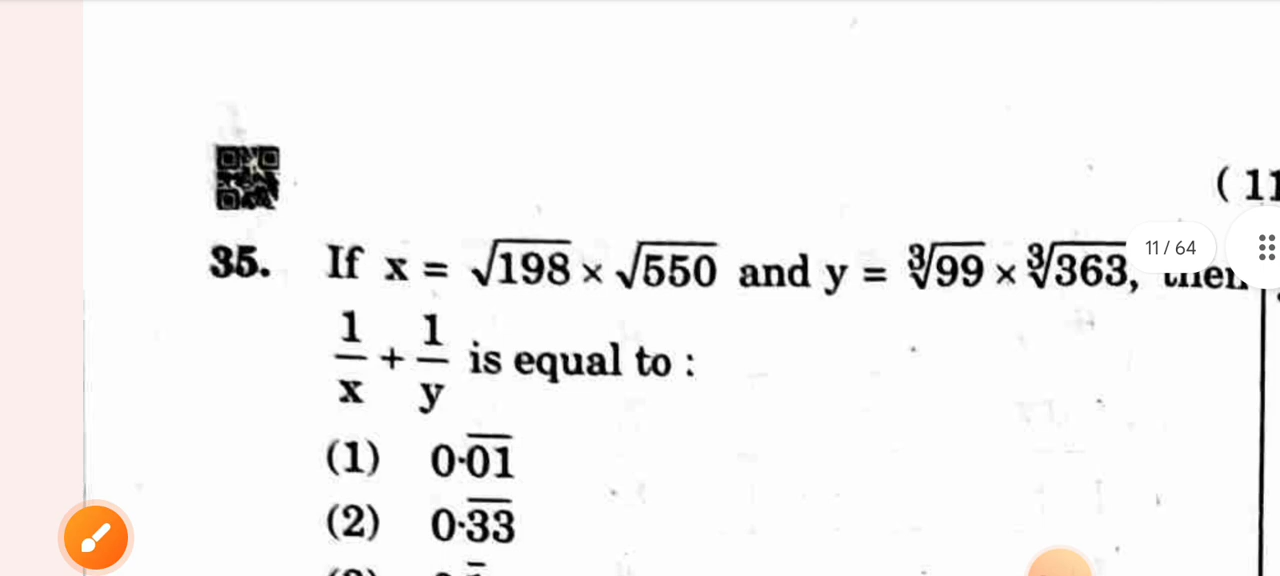 ( 11
35. If x = √198 × √550 and y = ∛99 × ∛363, then
11 / 64
1/x + 1/y is equal to :
(1) 0·0̅1̅
(2) 0·3̅3̅